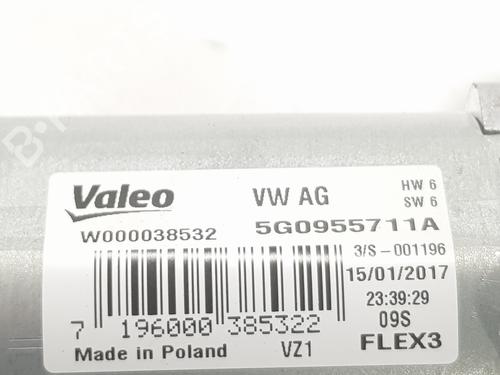 Valeo VW AG HW 6
SW 6
W000038532 5G0955711A
3/S-001196
15/01/2017
23:39:29
09S
7 196000 385322
Made in Poland VZ1 FLEX3